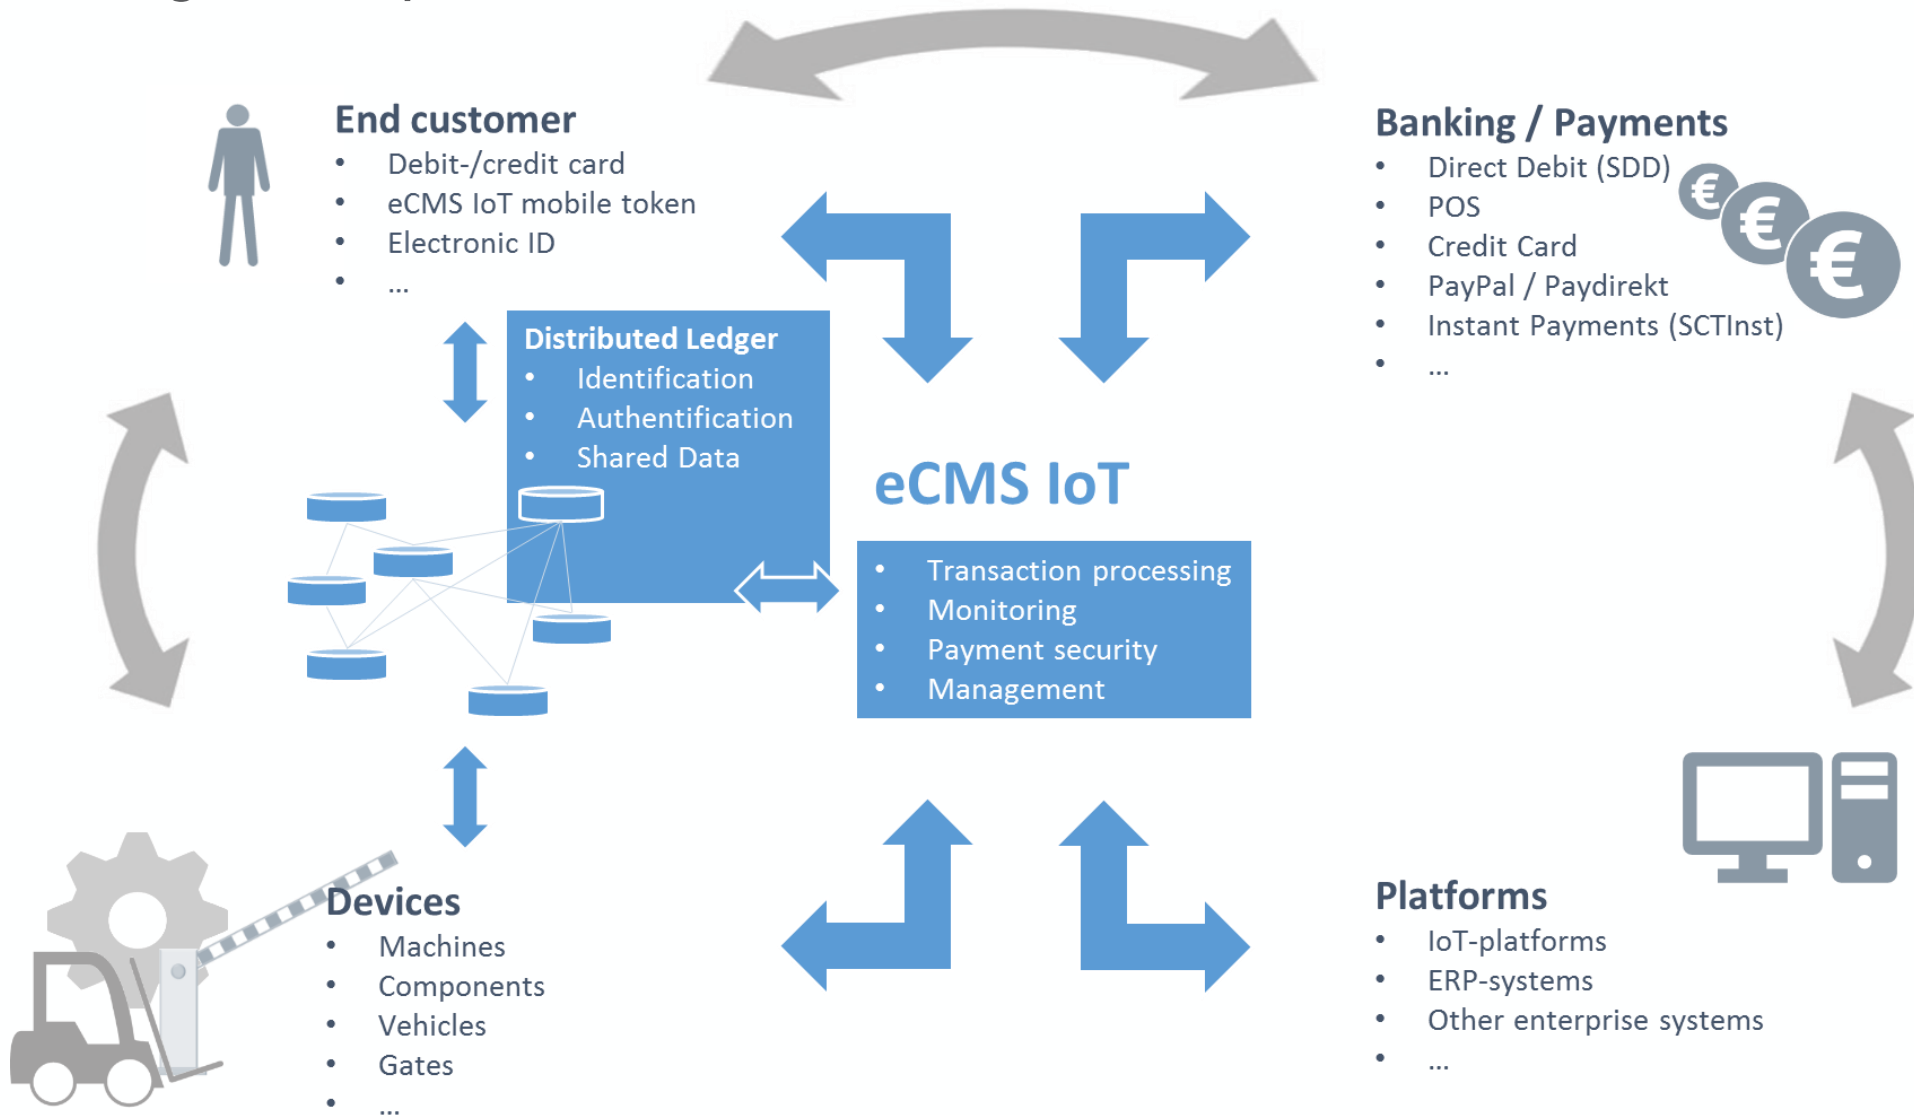 End customer
• Debit-/credit card
• eCMS IoT mobile token
• Electronic ID
• ...
Banking / Payments
• Direct Debit (SDD)
• POS
• Credit Card
• PayPal / Paydirekt
• Instant Payments (SCTInst)
• ...
€
€
€
Distributed Ledger
• Identification
• Authentification
• Shared Data
eCMS IoT
• Transaction processing
• Monitoring
• Payment security
• Management
Devices
• Machines
• Components
• Vehicles
• Gates
• ...
Platforms
• IoT-platforms
• ERP-systems
• Other enterprise systems
• ...